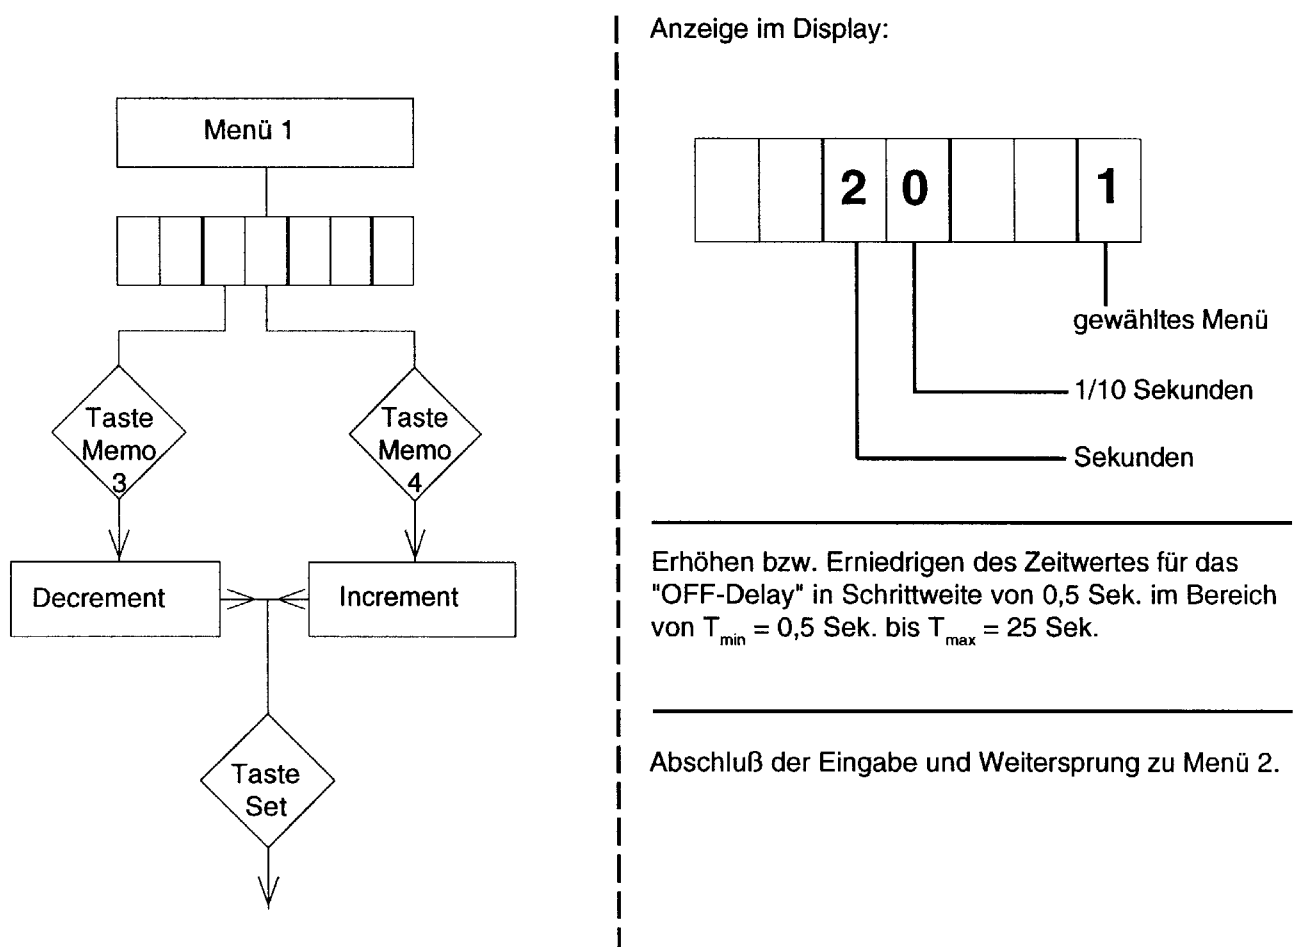 Anzeige im Display:
Menü 1
2 0 1
gewähltes Menü
1/10 Sekunden
Sekunden
Taste
Memo
3
Taste
Memo
4
Decrement
Increment
Erhöhen bzw. Erniedrigen des Zeitwertes für das
"OFF-Delay" in Schrittweite von 0,5 Sek. im Bereich
von Tmin = 0,5 Sek. bis Tmax = 25 Sek.
Taste
Set
Abschluß der Eingabe und Weitersprung zu Menü 2.